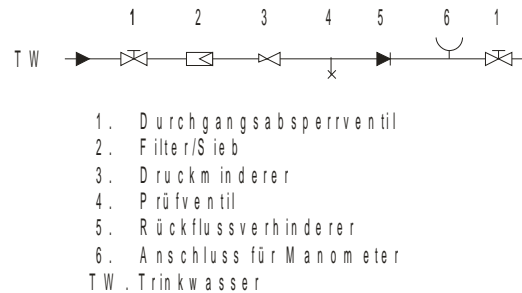 1 2 3 4 5 6 1
TW
1. Durchgangsabsperrventil
2. Filter/Sieb
3. Druckminderer
4. Prüfventil
5. Rückflussverhinderer
6. Anschluss für Manometer
TW. Trinkwasser